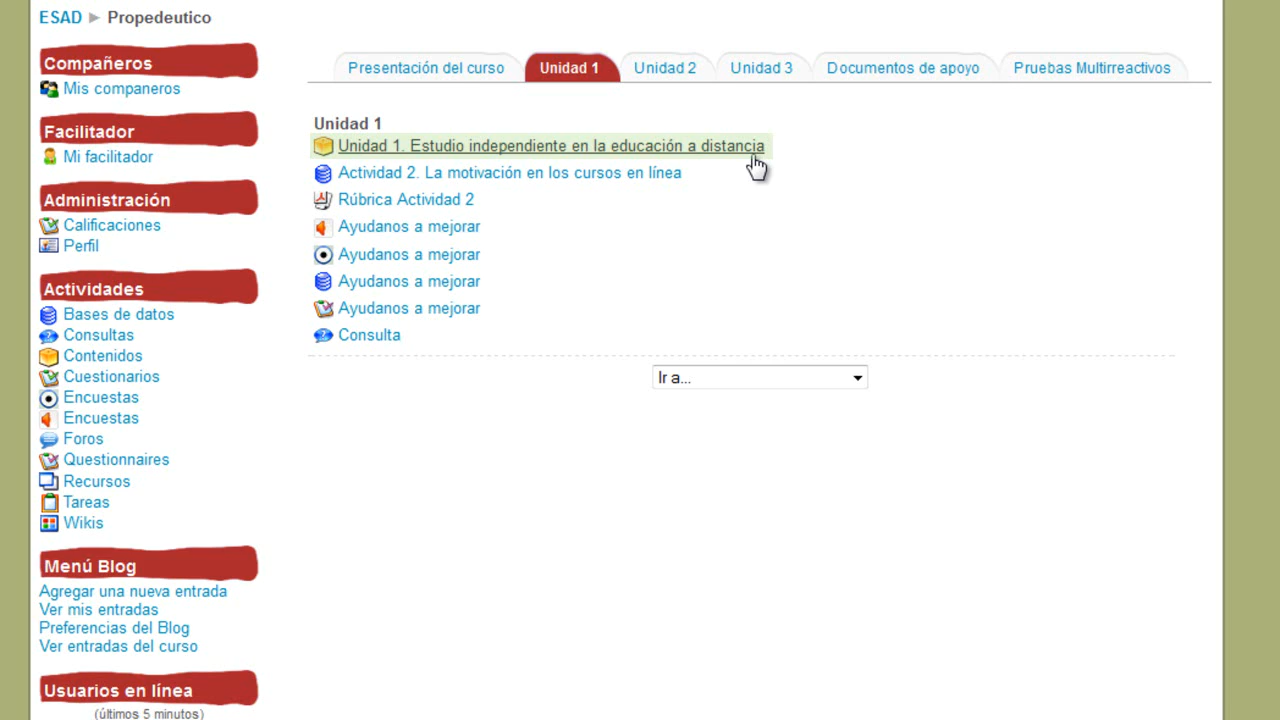 ESAD ► Propedeutico
Compañeros
Mis companeros
Facilitador
Mi facilitador
Administración
Calificaciones
Perfil
Actividades
Bases de datos
Consultas
Contenidos
Cuestionarios
Encuestas
Encuestas
Foros
Questionnaires
Recursos
Tareas
Wikis
Menú Blog
Agregar una nueva entrada
Ver mis entradas
Preferencias del Blog
Ver entradas del curso
Usuarios en línea
(últimos 5 minutos)
Presentación del curso Unidad 1 Unidad 2 Unidad 3 Documentos de apoyo Pruebas Multirreactivos
Unidad 1
Unidad 1. Estudio independiente en la educación a distancia
Actividad 2. La motivación en los cursos en línea
Rúbrica Actividad 2
Ayudanos a mejorar
Ayudanos a mejorar
Ayudanos a mejorar
Ayudanos a mejorar
Consulta
Ir a...